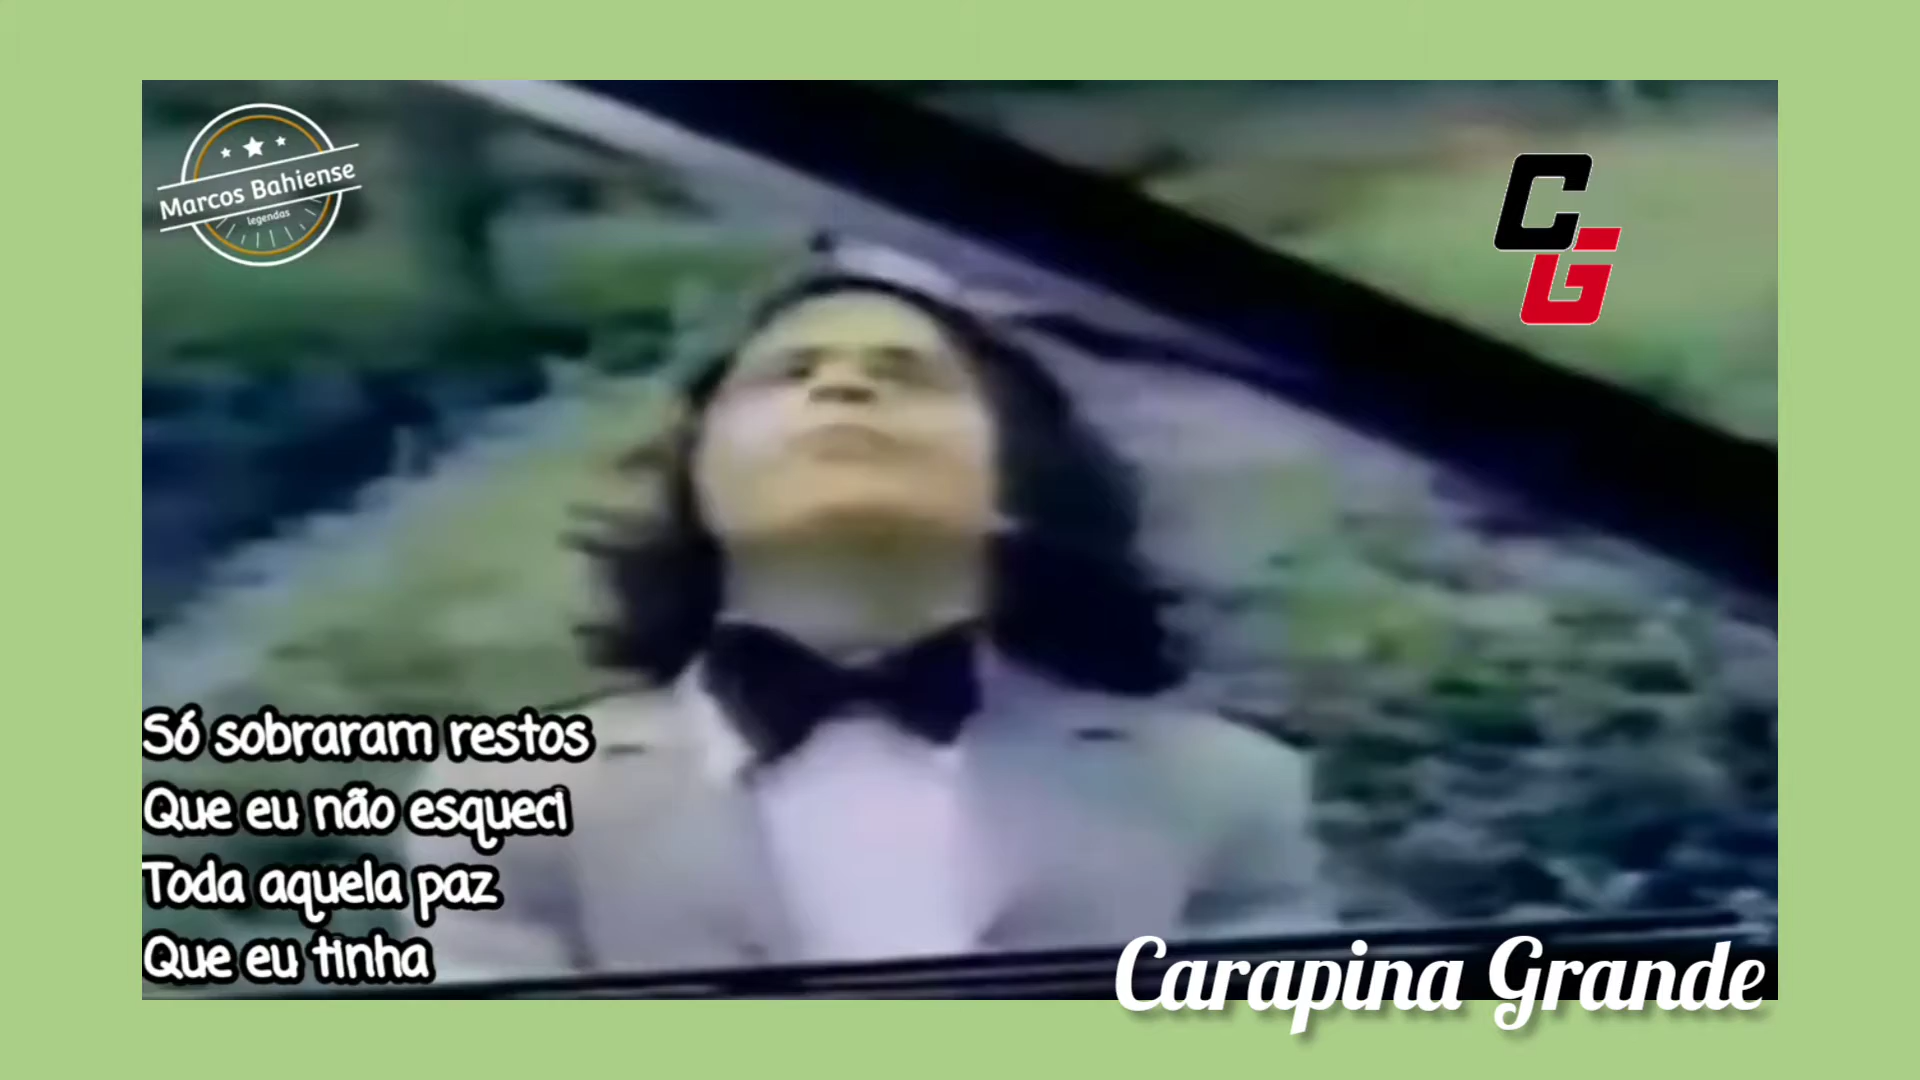 Marcos Bahiense
legendas
CG
Só sobraram restos
Que eu não esqueci
Toda aquela paz
Que eu tinha
Carapina Grande